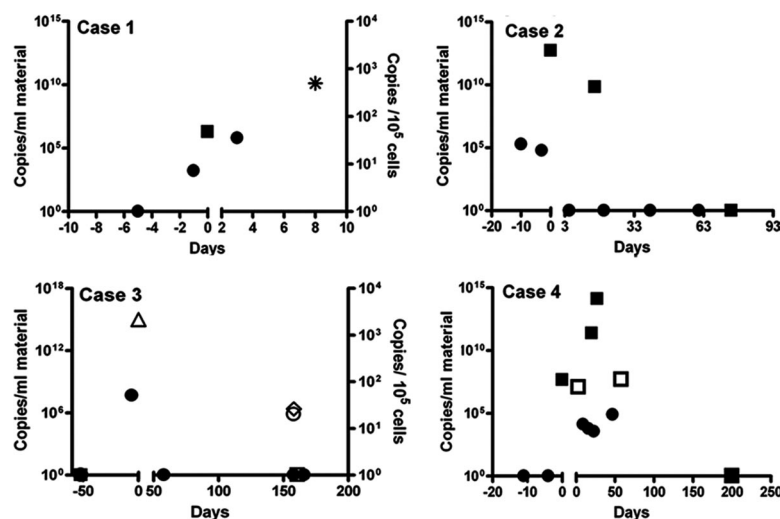 Case 1
Copies/ml material
10^15
10^10
10^5
10^0
10^5
10^4
10^3
10^2
10^1
10^0
Copies /10^5 cells
-10 -8 -6 -4 -2 0 2 4 6 8 10
Days
Case 2
Copies/ml material
10^15
10^10
10^5
10^0
-20 -10 0 3 33 63 93
Days
Case 3
Copies/ml material
10^18
10^12
10^6
10^0
10^4
10^3
10^2
10^1
10^0
Copies/ 10^5 cells
-50 0 50 100 150 200
Days
Case 4
Copies/ml material
10^15
10^10
10^5
10^0
-20 -10 0 0 50 100 150 200 250
Days